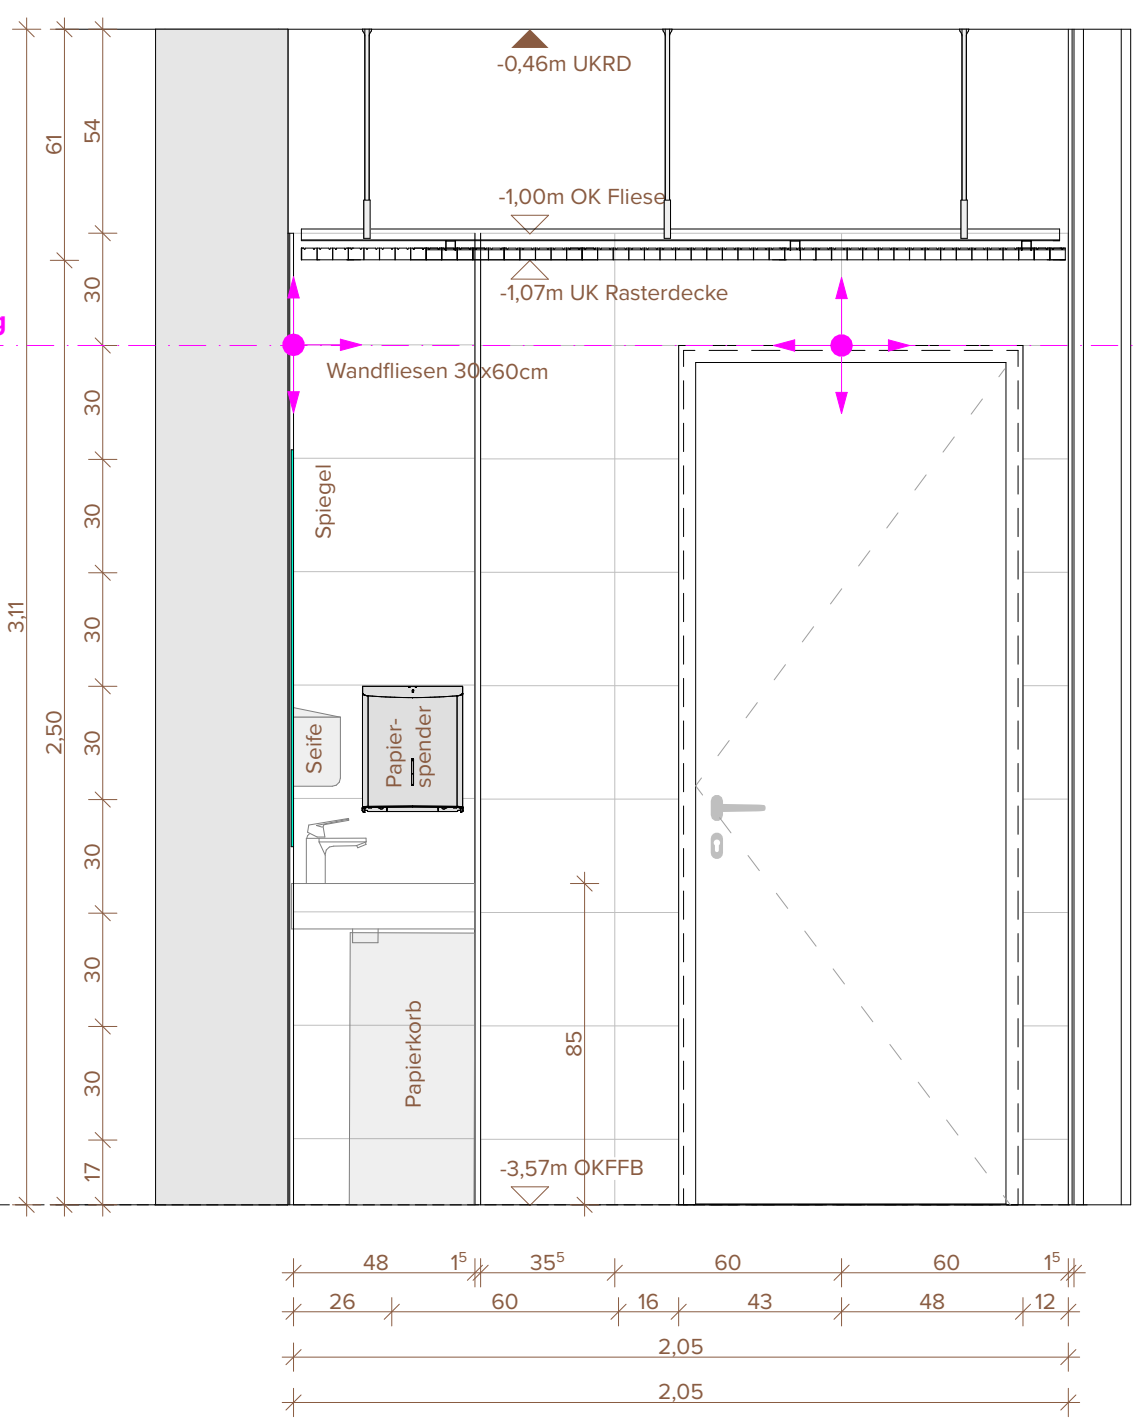 -0,46m UKRD
61
54
-1,00m OK Fliese
30
-1,07m UK Rasterdecke
g
Wandfliesen 30x60cm
30
Spiegel
30
3,11
30
2,50
30
Seife
Papier-
spender
30
30
85
Papierkorb
30
17
-3,57m OKFFB
48 1⁵ 35⁵ 60 60 1⁵
26 60 16 43 48 12
2,05
2,05